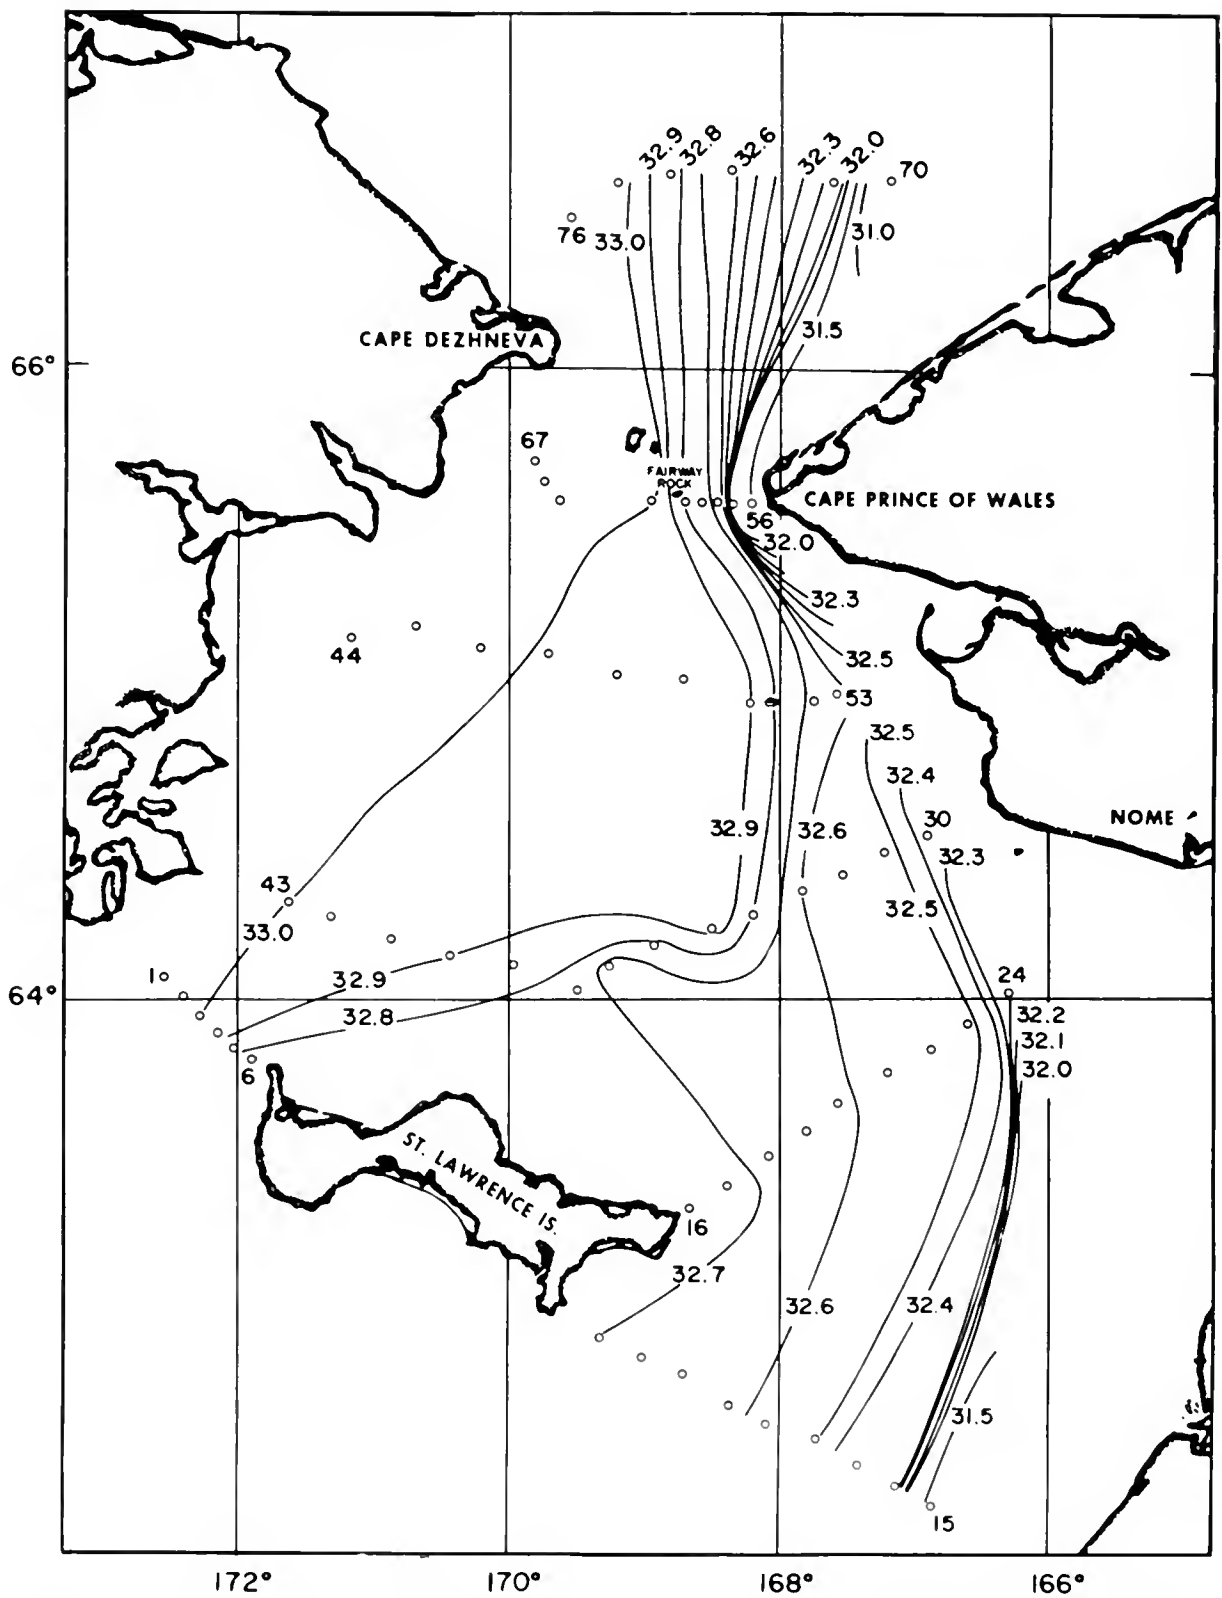 32.9 32.8 32.6 32.3 32.0 70
76 33.0 31.0
31.5
CAPE DEZHNEVA
66°
67
FAIRWAY
ROCK
CAPE PRINCE OF WALES
56
32.0
32.3
44 32.5
53
32.5
32.4
NOME
32.9 32.6 30
32.3
43
32.5
33.0
1 32.9 24
64°
32.8 32.2
32.1
6 32.0
ST. LAWRENCE IS.
16
32.7
32.6 32.4
31.5
15
172° 170° 168° 166°